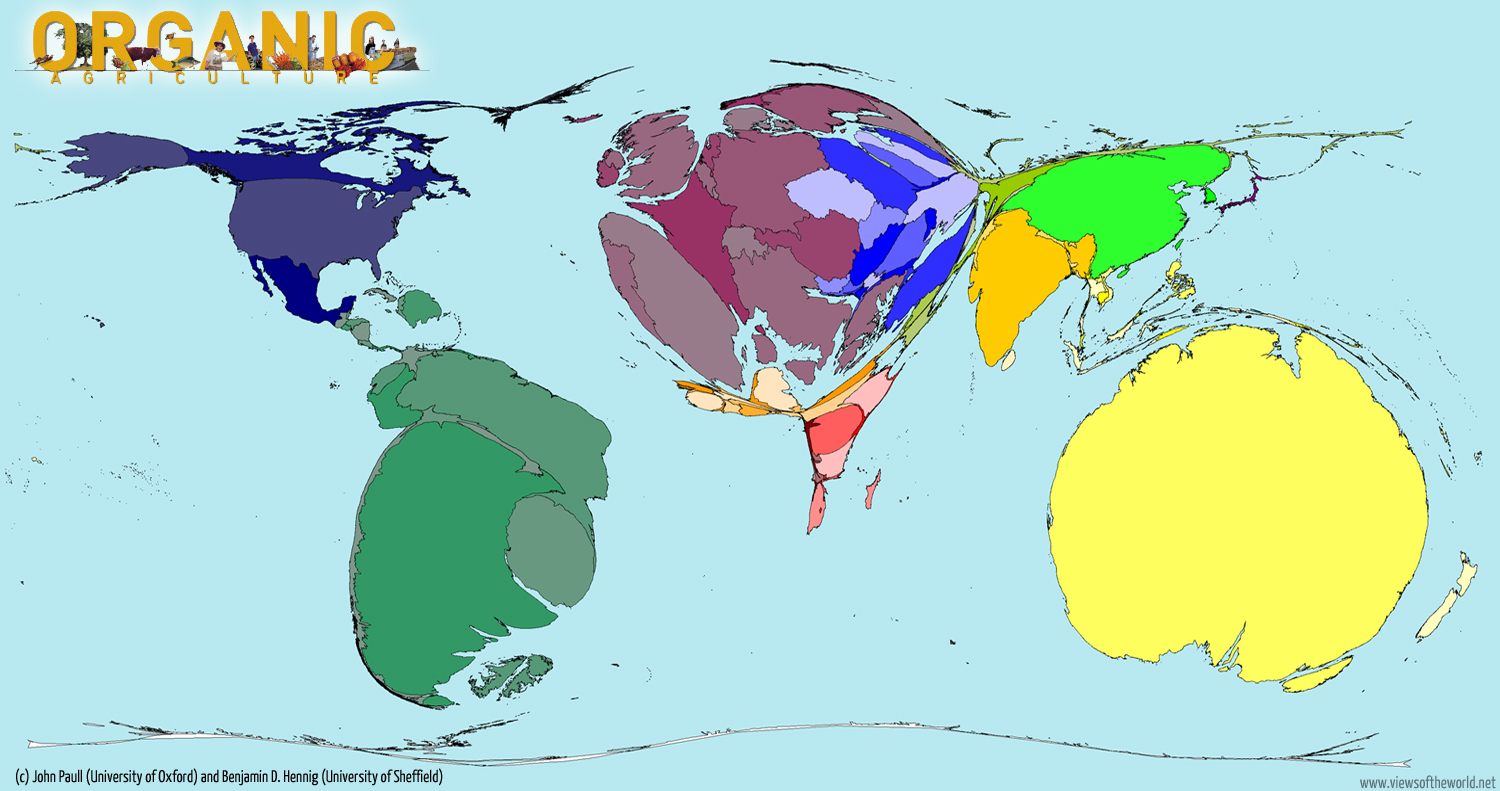 ORGANIC
AGRICULTURE
(c) John Paull (University of Oxford) and Benjamin D. Hennig (University of Sheffield)
www.viewsoftheworld.net